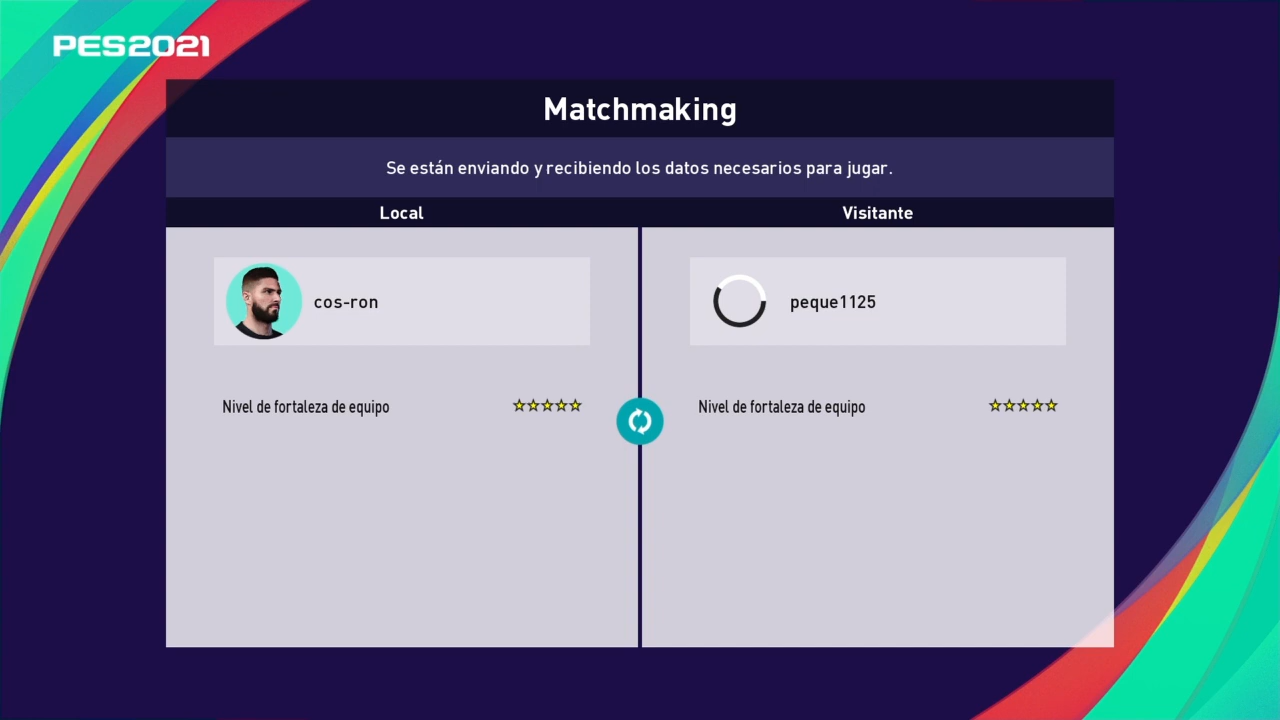 PES2021
Matchmaking
Se están enviando y recibiendo los datos necesarios para jugar.
Local
Visitante
cos-ron
peque1125
Nivel de fortaleza de equipo
Nivel de fortaleza de equipo